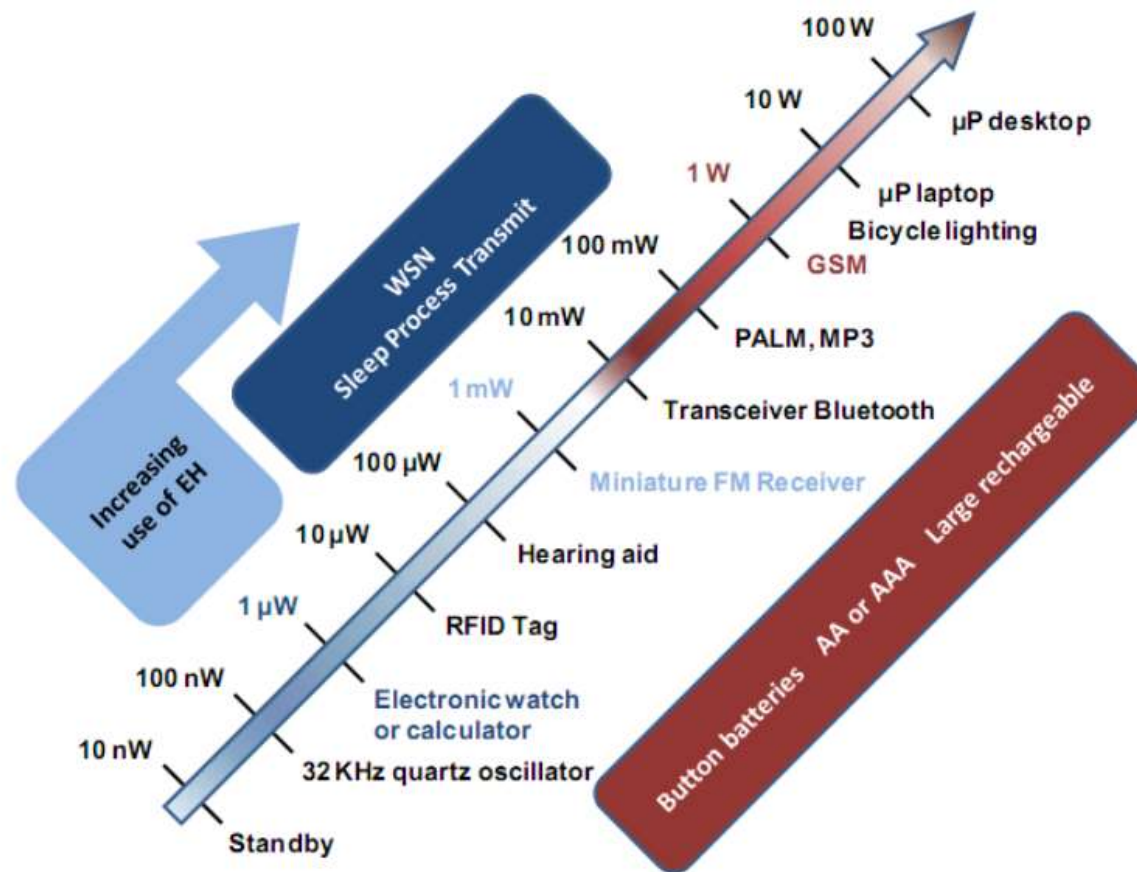 100 W
10 W
1 W
100 mW
10 mW
1 mW
100 µW
10 µW
1 µW
100 nW
10 nW
µP desktop
µP laptop
Bicycle lighting
GSM
PALM, MP3
Transceiver Bluetooth
Miniature FM Receiver
Hearing aid
RFID Tag
Electronic watch
or calculator
32 KHz quartz oscillator
Standby
WSN
Sleep Process Transmit
Increasing
use of EH
Button batteries AA or AAA Large rechargeable